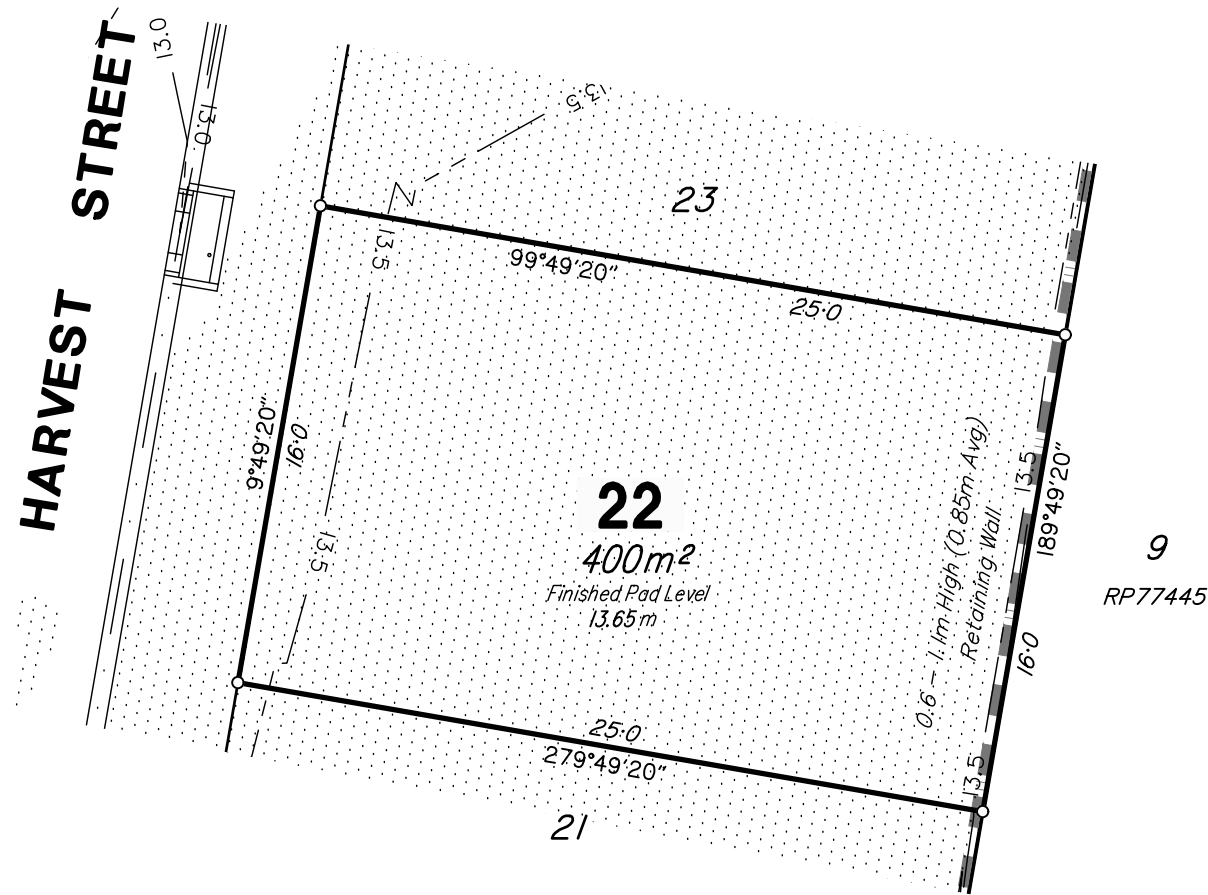 13.0
13.0
HARVEST STREET
13.5
23
13.5
99°49'20"
25·0
9°49'20"
16·0
13.5
22
400m²
Finished Pad Level
13.65m
0.6 – 1.1m High (0.85m Avg)
Retaining Wall
13.5
189°49'20"
16·0
9
RP77445
13.5
25·0
279°49'20"
21